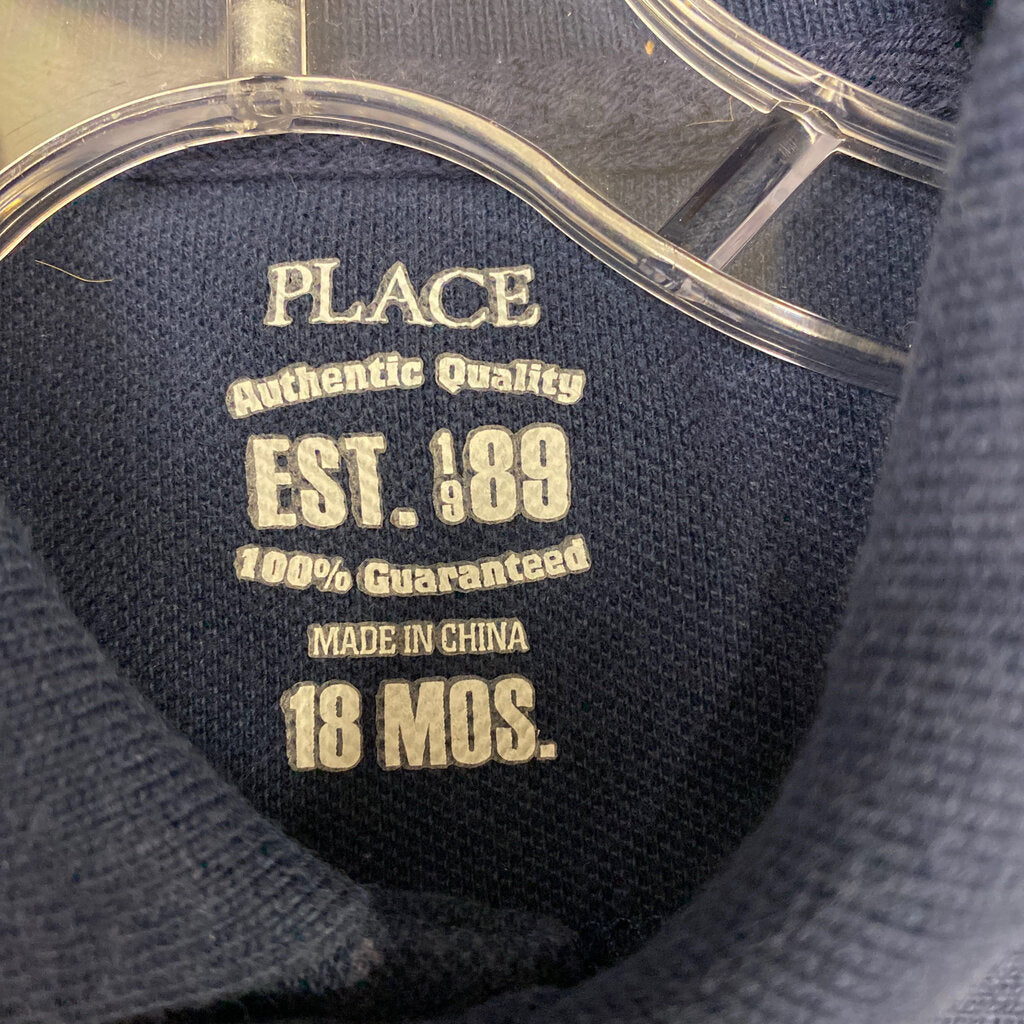 PLACE
Authentic Quality
EST. 1989
100% Guaranteed
MADE IN CHINA
18 MOS.